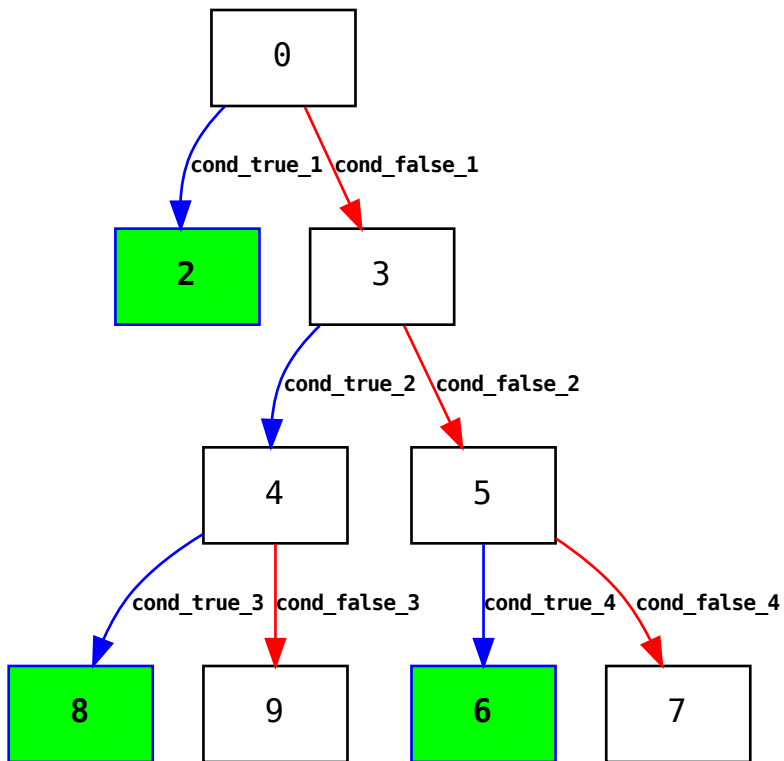 0
cond_true_1 cond_false_1
2 3
cond_true_2 cond_false_2
4 5
cond_true_3 cond_false_3 cond_true_4 cond_false_4
8 9 6 7